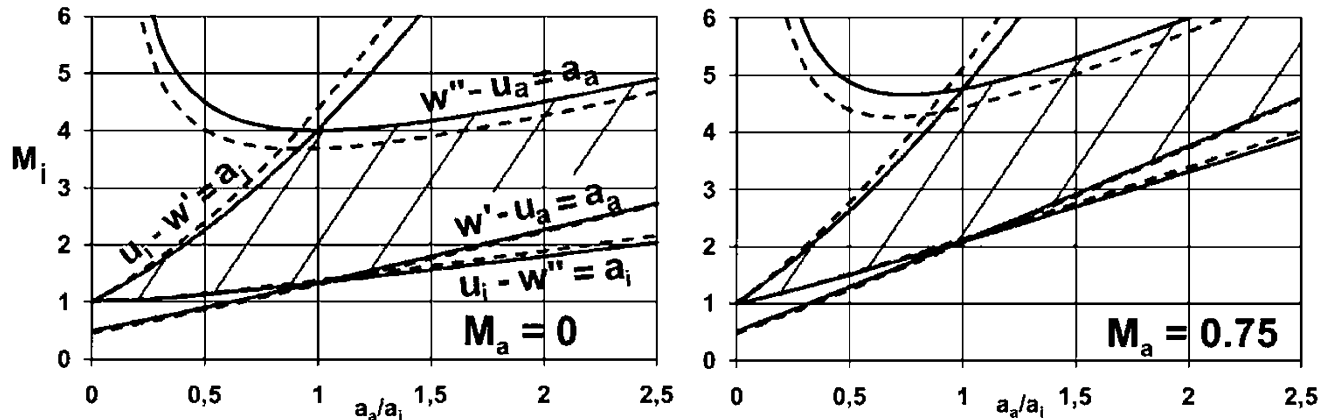 6
5
4
3
2
1
0
M_i
w'' - u_a = a_a
u_i - w' = a_i
w' - u_a = a_a
u_i - w'' = a_i
M_a = 0
0 0,5 1 1,5 2 2,5
a_a/a_i
6
5
4
3
2
1
0
M_a = 0.75
0 0,5 1 1,5 2 2,5
a_a/a_i